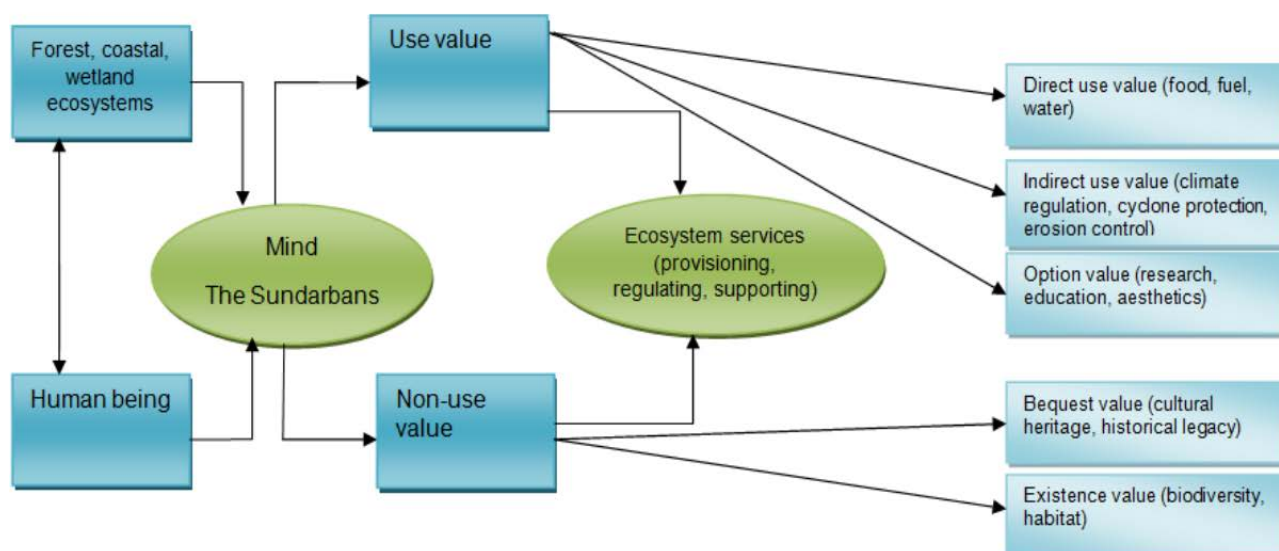 Forest, coastal,
wetland
ecosystems
Use value
Direct use value (food, fuel,
water)
Indirect use value (climate
regulation, cyclone protection,
erosion control)
Mind
The Sundarbans
Ecosystem services
(provisioning,
regulating, supporting)
Option value (research,
education, aesthetics)
Human being
Non-use
value
Bequest value (cultural
heritage, historical legacy)
Existence value (biodiversity,
habitat)